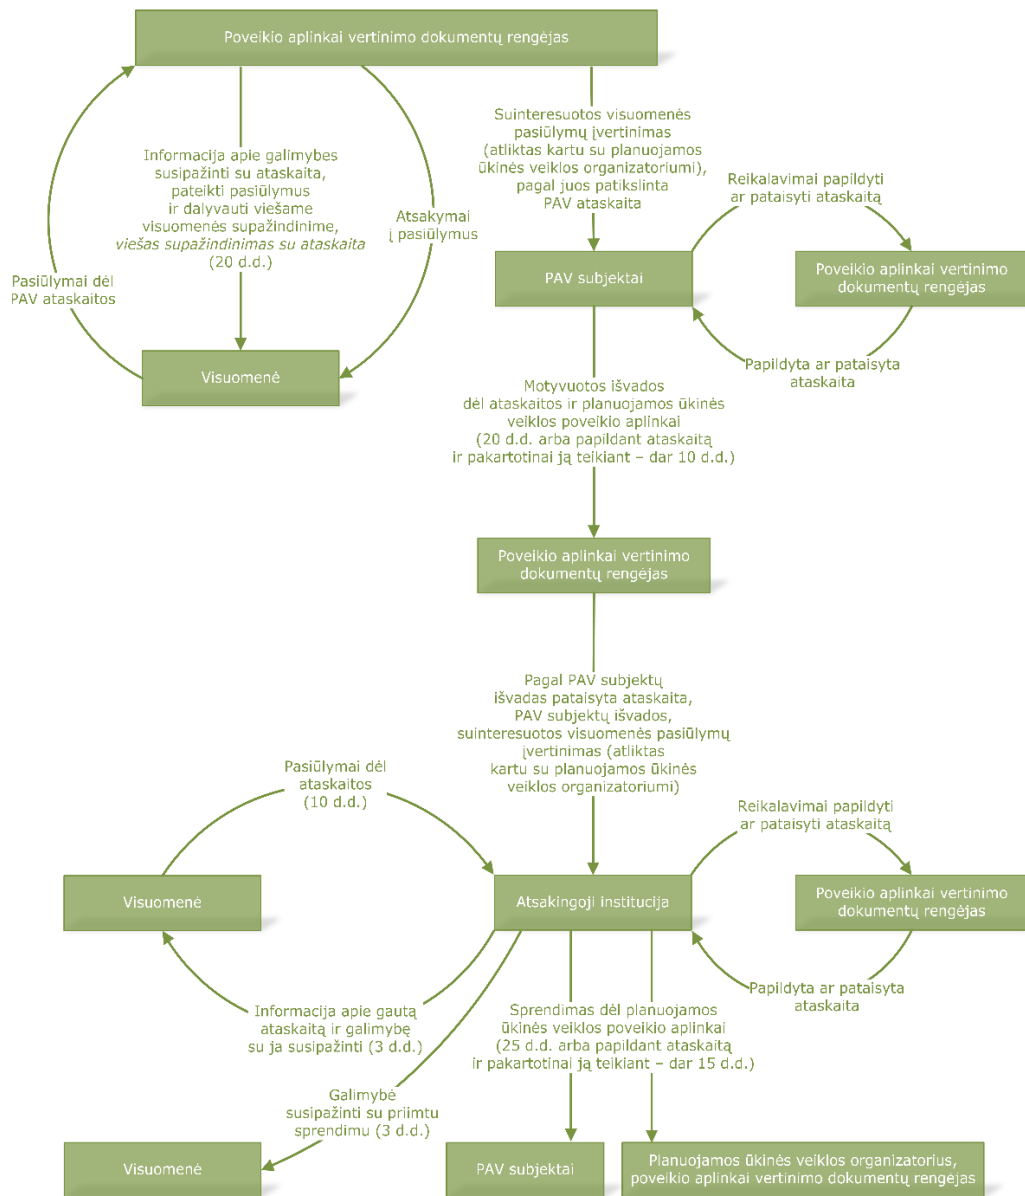 Poveikio aplinkai vertinimo dokumentų rengėjas
Suinteresuotos visuomenės
pasiūlymų įvertinimas
(atliktas kartu su planuojamos
ūkinės veiklos organizatoriumi),
pagal juos patikslinta
PAV ataskaita
Informacija apie galimybes
susipažinti su ataskaita,
pateikti pasiūlymus
ir dalyvauti viešame
visuomenės supažindinime,
viešas supažindinimas su ataskaita
(20 d.d.)
Atsakymai
į pasiūlymus
Pasiūlymai dėl
PAV ataskaitos
Visuomenė
Reikalavimai papildyti
ar pataisyti ataskaitą
PAV subjektai
Poveikio aplinkai vertinimo
dokumentų rengėjas
Papildyta ar pataisyta
ataskaita
Motyvuotos išvados
dėl ataskaitos ir planuojamos ūkinės
veiklos poveikio aplinkai
(20 d.d. arba papildant ataskaitą
ir pakartotinai ją teikiant – dar 10 d.d.)
Poveikio aplinkai vertinimo
dokumentų rengėjas
Pagal PAV subjektų
išvadas pataisyta ataskaita,
PAV subjektų išvados,
suinteresuotos visuomenės pasiūlymų
įvertinimas (atliktas
kartu su planuojamos ūkinės
veiklos organizatoriumi)
Pasiūlymai dėl
ataskaitos
(10 d.d.)
Reikalavimai papildyti
ar pataisyti ataskaitą
Visuomenė
Atsakingoji institucija
Poveikio aplinkai vertinimo
dokumentų rengėjas
Papildyta ar pataisyta
ataskaita
Informacija apie gautą
ataskaitą ir galimybę
su ja susipažinti (3 d.d.)
Sprendimas dėl planuojamos
ūkinės veiklos poveikio aplinkai
(25 d.d. arba papildant ataskaitą
ir pakartotinai ją teikiant – dar 15 d.d.)
Galimybė
susipažinti su priimtu
sprendimu (3 d.d.)
Visuomenė
PAV subjektai
Planuojamos ūkinės veiklos organizatorius,
poveikio aplinkai vertinimo dokumentų rengėjas